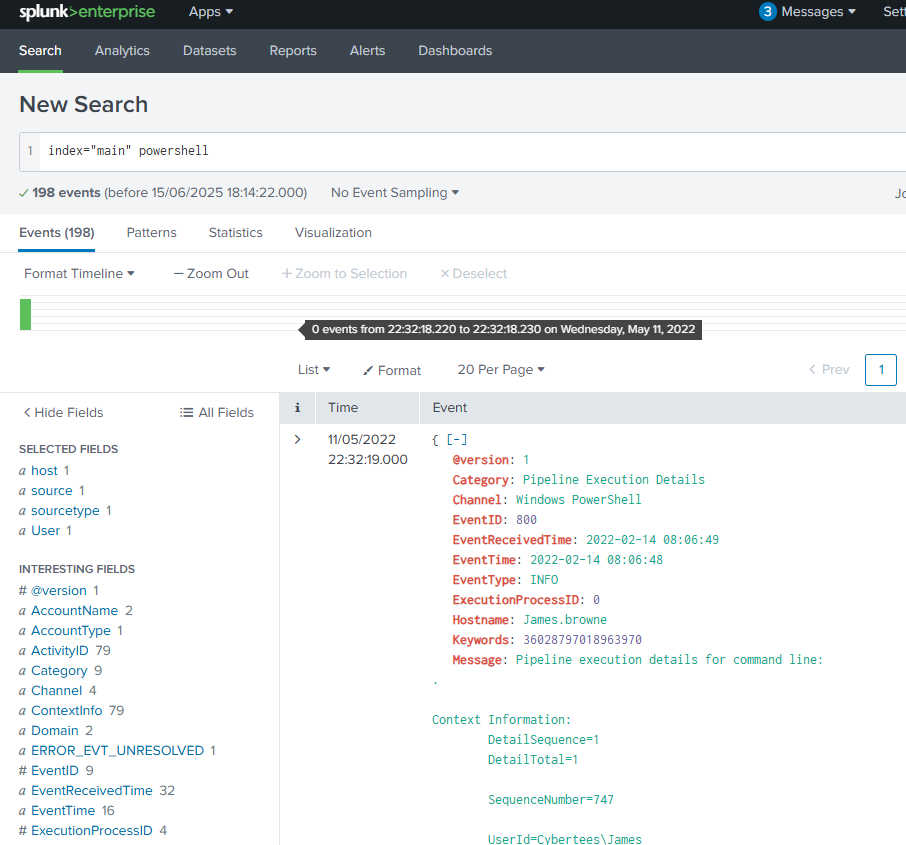 splunk>enterprise Apps ▾ 3 Messages ▾ Sett
Search Analytics Datasets Reports Alerts Dashboards
New Search
1 index="main" powershell
✓ 198 events (before 15/06/2025 18:14:22.000) No Event Sampling ▾ Jo
Events (198) Patterns Statistics Visualization
Format Timeline ▾ — Zoom Out + Zoom to Selection × Deselect
0 events from 22:32:18.220 to 22:32:18.230 on Wednesday, May 11, 2022
List ▾ Format 20 Per Page ▾ < Prev 1
< Hide Fields All Fields
i Time Event
SELECTED FIELDS
a host 1
a source 1
a sourcetype 1
a User 1
INTERESTING FIELDS
# @version 1
a AccountName 2
a AccountType 1
a ActivityID 79
a Category 9
a Channel 4
a ContextInfo 79
a Domain 2
a ERROR_EVT_UNRESOLVED 1
# EventID 9
a EventReceivedTime 32
a EventTime 16
# ExecutionProcessID 4
> 11/05/2022
22:32:19.000
{ [-]
@version: 1
Category: Pipeline Execution Details
Channel: Windows PowerShell
EventID: 800
EventReceivedTime: 2022-02-14 08:06:49
EventTime: 2022-02-14 08:06:48
EventType: INFO
ExecutionProcessID: 0
Hostname: James.browne
Keywords: 36028797018963970
Message: Pipeline execution details for command line:
.
Context Information:
DetailSequence=1
DetailTotal=1
SequenceNumber=747
UserId=Cybertees\James